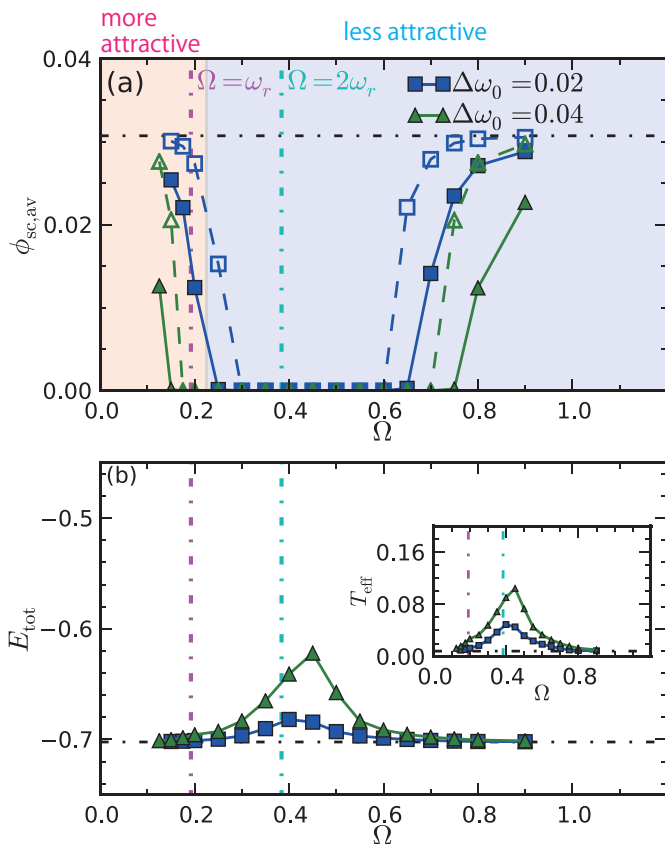 more
attractive
less attractive
(a)
Ω = ω_r
Ω = 2ω_r
Δω_0 = 0.02
Δω_0 = 0.04
0.04
0.02
0.00
ϕ_sc,av
0.0 0.2 0.4 0.6 0.8 1.0
Ω
(b)
−0.5
−0.6
−0.7
E_tot
0.16
0.08
0.00
T_eff
0.0 0.4 0.8
Ω
0.0 0.2 0.4 0.6 0.8 1.0
Ω